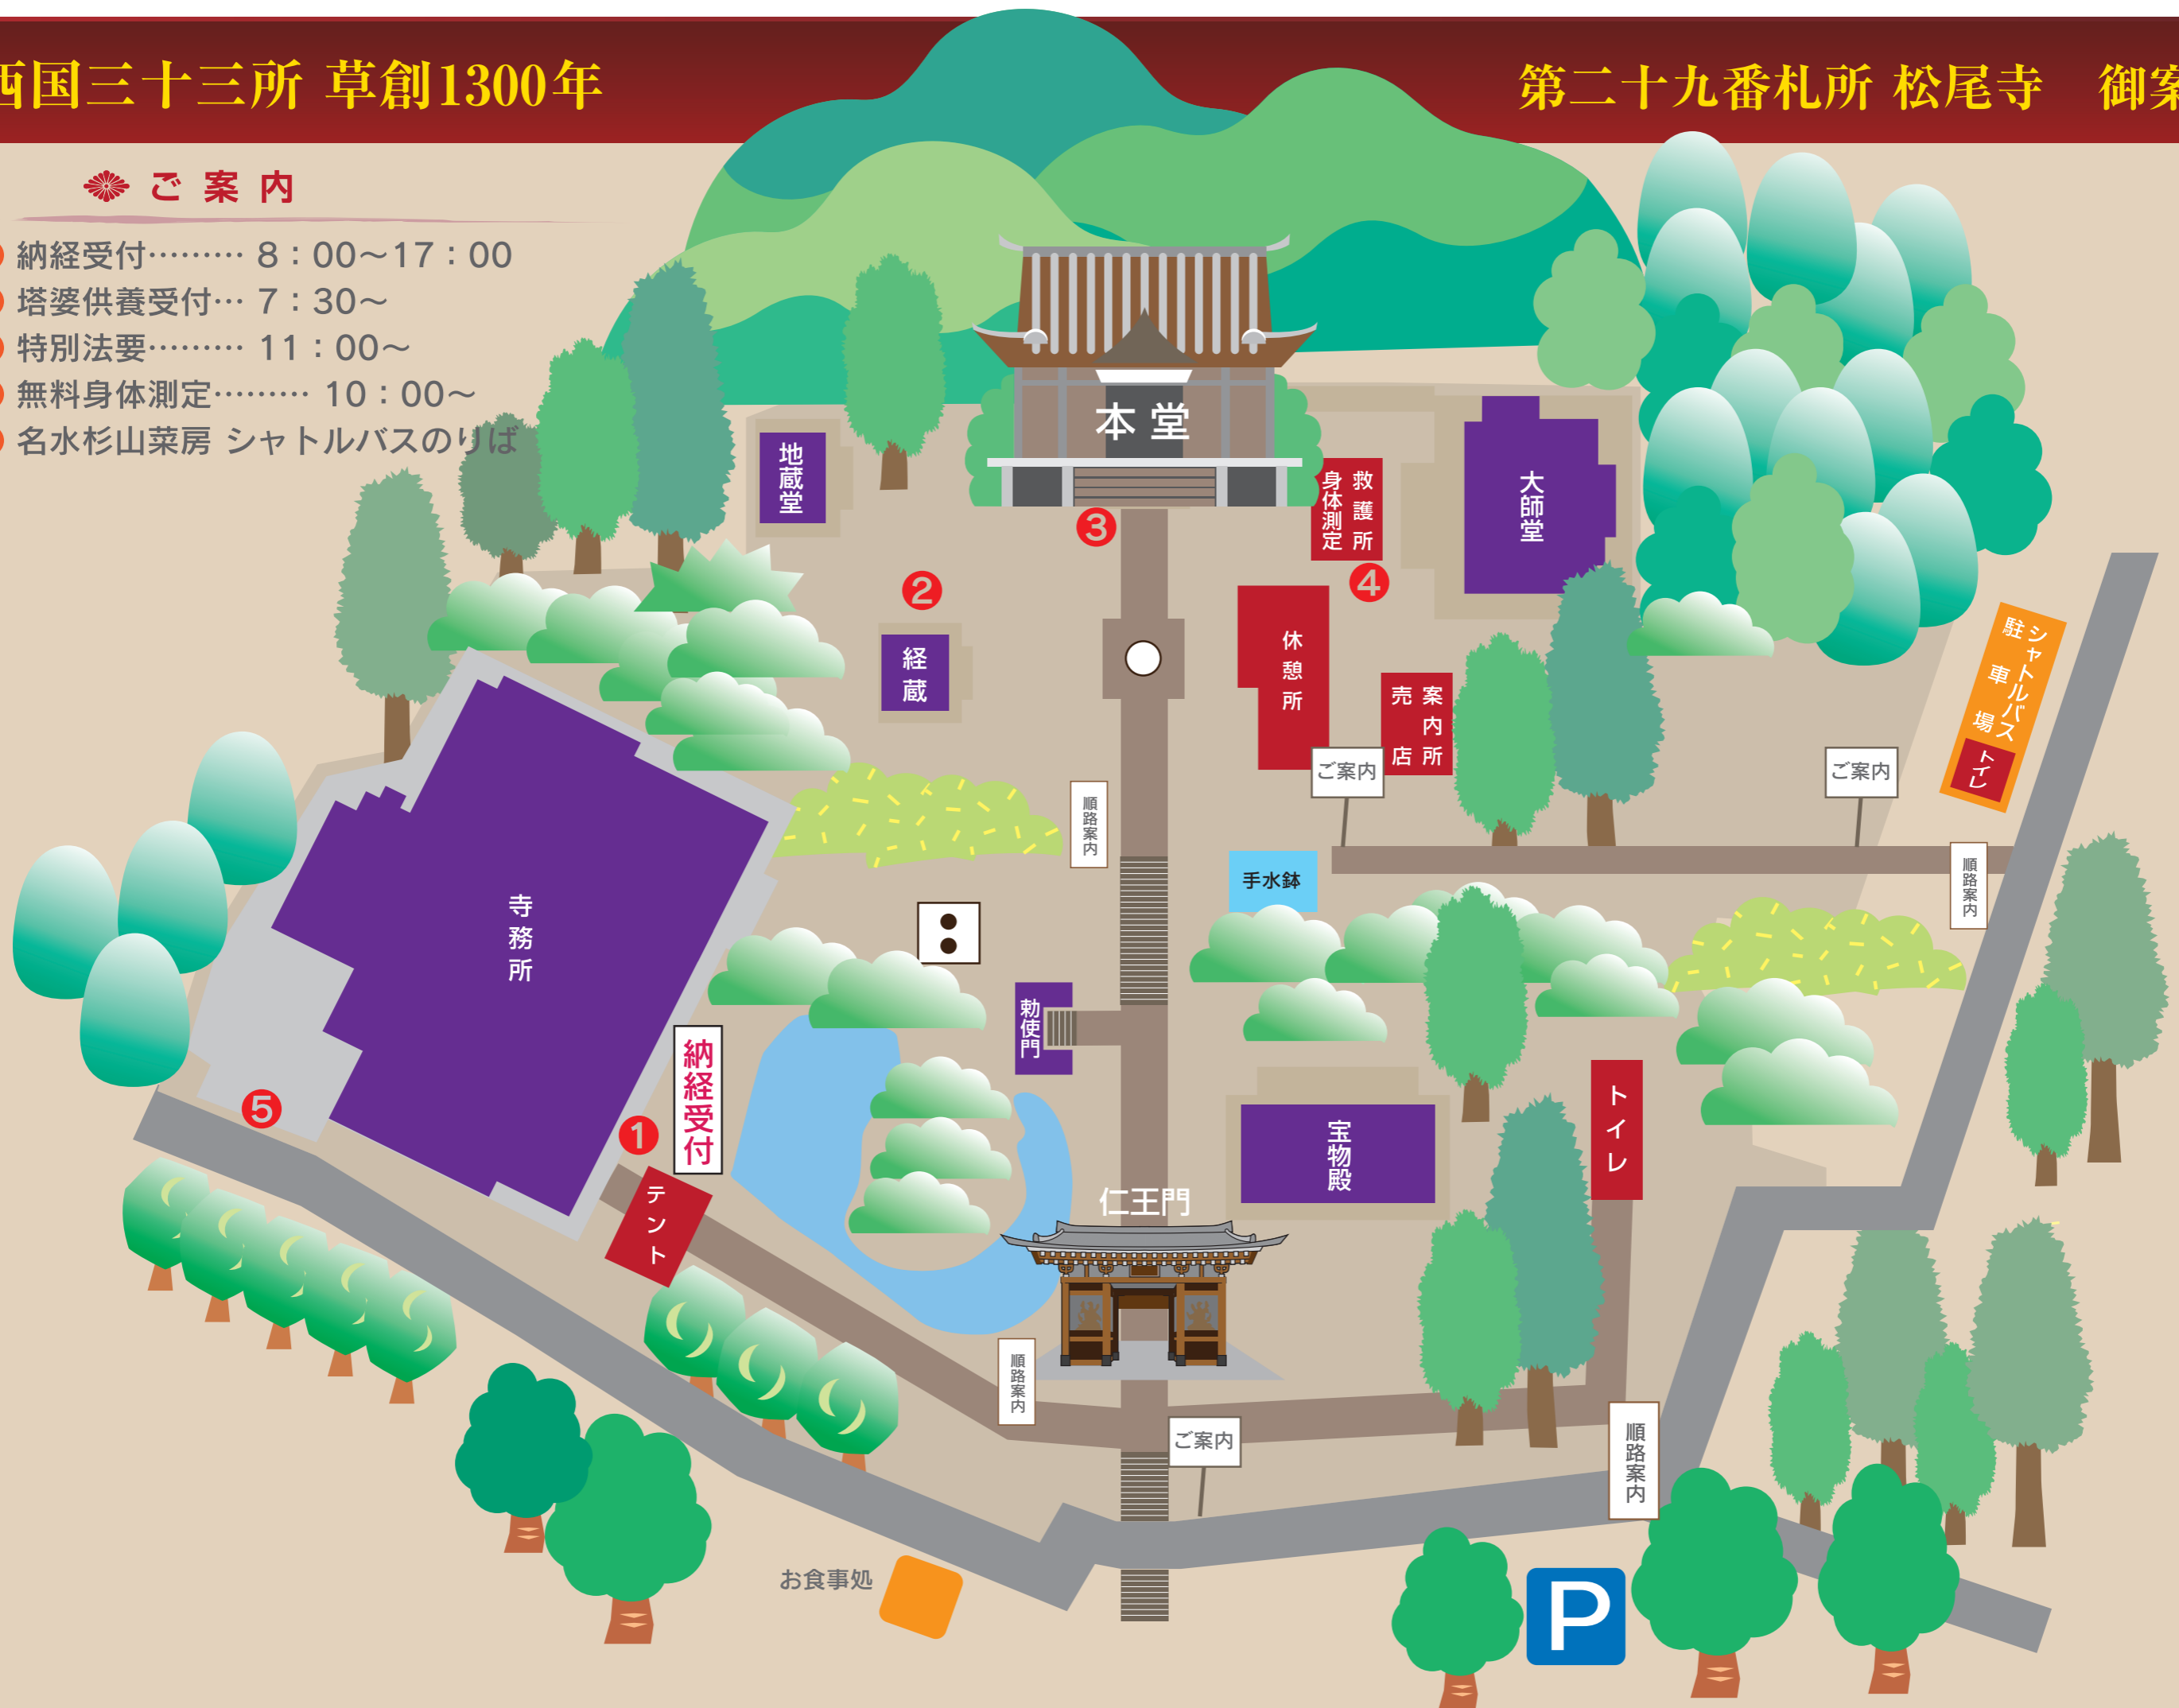 西国三十三所 草創1300年
第二十九番札所 松尾寺 御案
ご案内
納経受付……… 8：00〜17：00
塔婆供養受付… 7：30〜
特別法要……… 11：00〜
無料身体測定……… 10：00〜
名水杉山菜房 シャトルバスのりば
本堂
地蔵堂
救護所
身体測定
大師堂
3
2
4
経蔵
休憩所
案内所
売店
シャトルバス
駐車場
トイレ
ご案内
ご案内
順路案内
順路案内
手水鉢
寺務所
勅使門
納経受付
5
1
テント
宝物殿
トイレ
仁王門
順路案内
ご案内
順路案内
お食事処
P